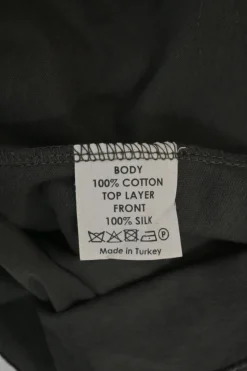 BODY
100% COTTON
TOP LAYER
FRONT
100% SILK
P
Made in Turkey